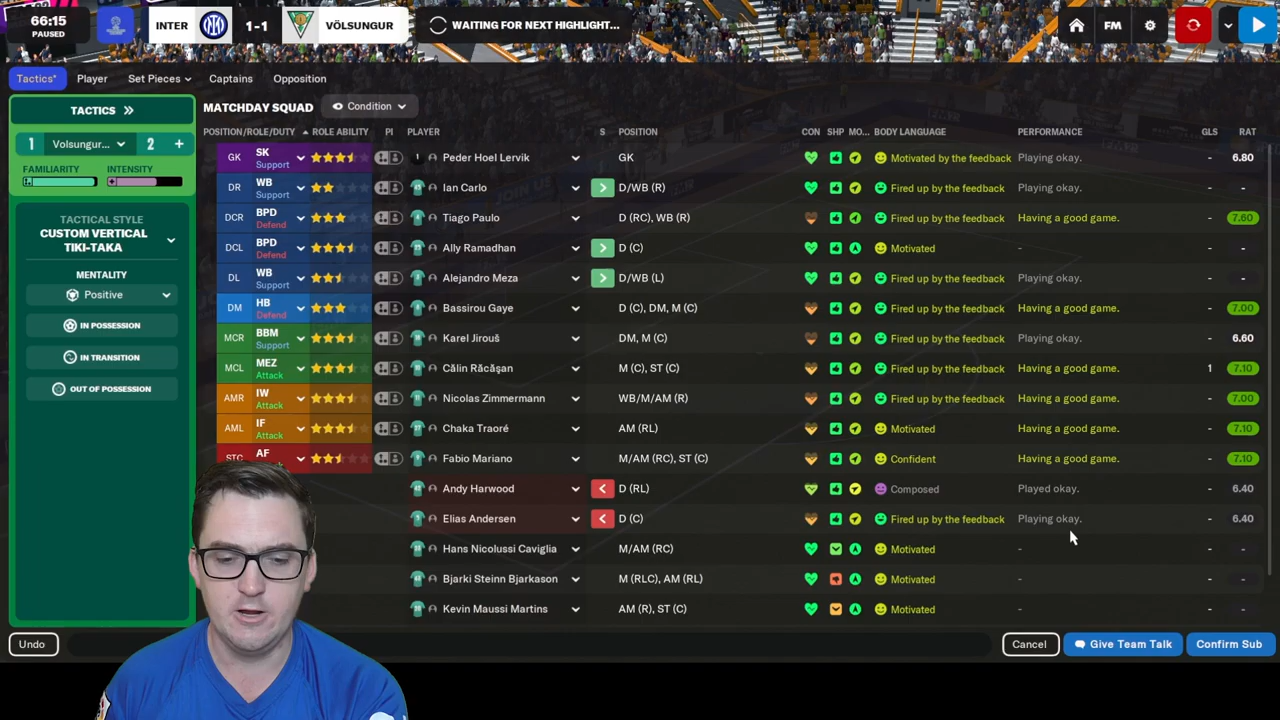 66:15
PAUSED
INTER
1-1
VÖLSUNGUR
WAITING FOR NEXT HIGHLIGHT...
FM
Tactics*
Player
Set Pieces
Captains
Opposition
TACTICS
1 Volsungur... 2 +
FAMILIARITY INTENSITY
TACTICAL STYLE
CUSTOM VERTICAL
TIKI-TAKA
MENTALITY
Positive
IN POSSESSION
IN TRANSITION
OUT OF POSSESSION
MATCHDAY SQUAD Condition
POSITION/ROLE/DUTY ROLE ABILITY PI PLAYER S POSITION CON SHP MO... BODY LANGUAGE PERFORMANCE GLS RAT
GK SK Support 1 Peder Hoel Lervik GK Motivated by the feedback Playing okay. - 6.80
DR WB Support Ian Carlo D/WB (R) Fired up by the feedback Playing okay. - -
DCR BPD Defend Tiago Paulo D (RC), WB (R) Fired up by the feedback Having a good game. - 7.60
DCL BPD Defend Ally Ramadhan D (C) Motivated - - -
DL WB Support Alejandro Meza D/WB (L) Fired up by the feedback Playing okay. - -
DM HB Defend Bassirou Gaye D (C), DM, M (C) Fired up by the feedback Having a good game. - 7.00
MCR BBM Support Karel Jirouš DM, M (C) Fired up by the feedback Playing okay. - 6.60
MCL MEZ Attack Călin Răcăşan M (C), ST (C) Fired up by the feedback Having a good game. 1 7.10
AMR IW Attack Nicolas Zimmermann WB/M/AM (R) Fired up by the feedback Having a good game. - 7.00
AML IF Attack Chaka Traoré AM (RL) Motivated Having a good game. - 7.10
STC AF Fabio Mariano M/AM (RC), ST (C) Confident Having a good game. - 7.10
Andy Harwood D (RL) Composed Played okay. - 6.40
Elias Andersen D (C) Fired up by the feedback Playing okay. - 6.40
Hans Nicolussi Caviglia M/AM (RC) Motivated - - -
Bjarki Steinn Bjarkason M (RLC), AM (RL) Motivated - - -
Kevin Maussi Martins AM (R), ST (C) Motivated - - -
Undo
Cancel
Give Team Talk
Confirm Sub